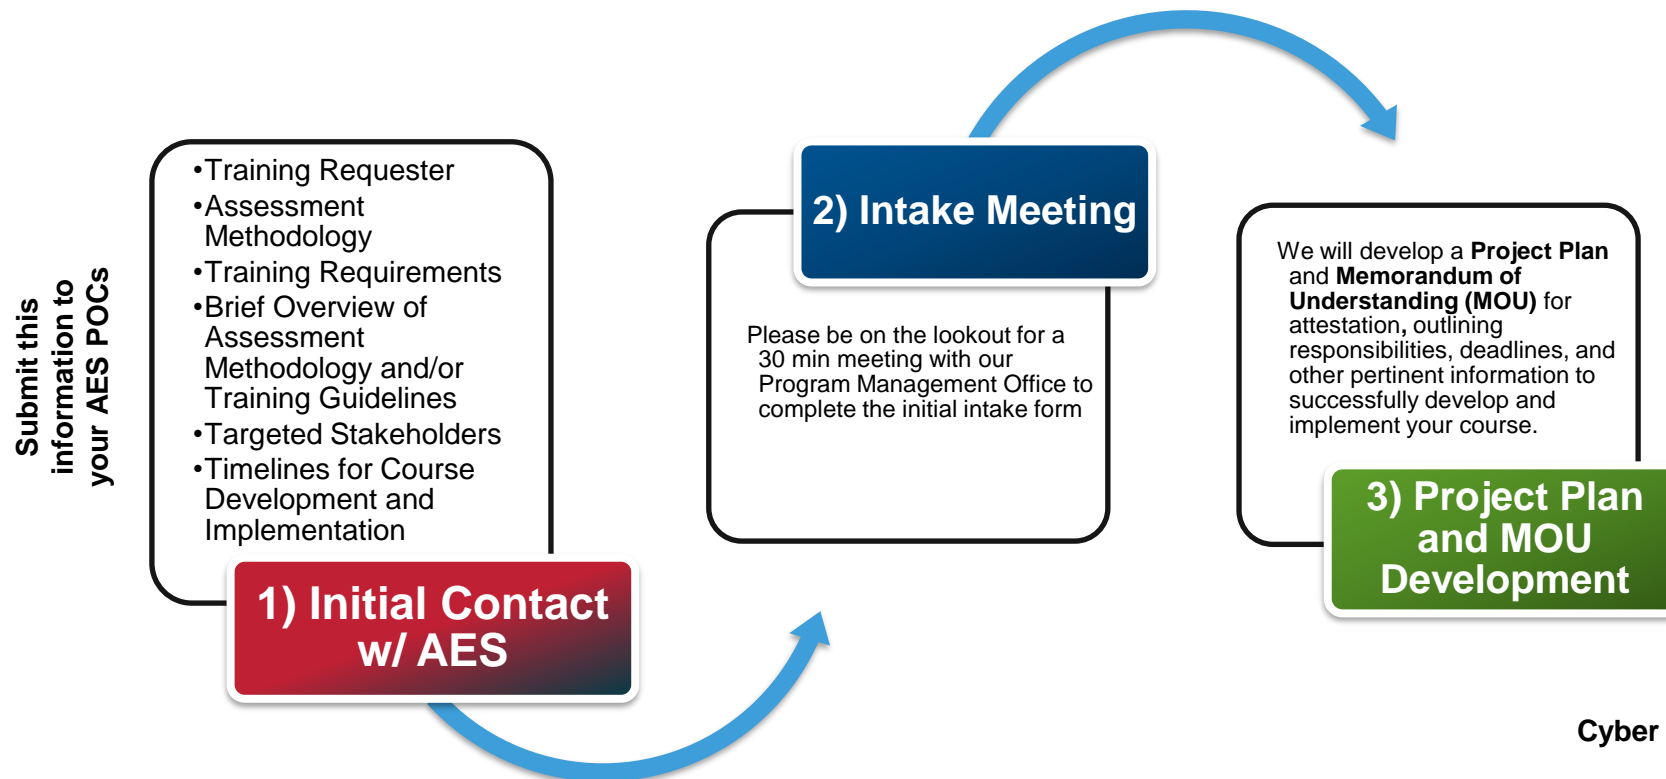 Submit this
information to
your AES POCs
•Training Requester
•Assessment
Methodology
•Training Requirements
•Brief Overview of
Assessment
Methodology and/or
Training Guidelines
•Targeted Stakeholders
•Timelines for Course
Development and
Implementation
1) Initial Contact
w/ AES
2) Intake Meeting
Please be on the lookout for a
30 min meeting with our
Program Management Office to
complete the initial intake form
We will develop a Project Plan
and Memorandum of
Understanding (MOU) for
attestation, outlining
responsibilities, deadlines, and
other pertinent information to
successfully develop and
implement your course.
3) Project Plan
and MOU
Development
Cyber